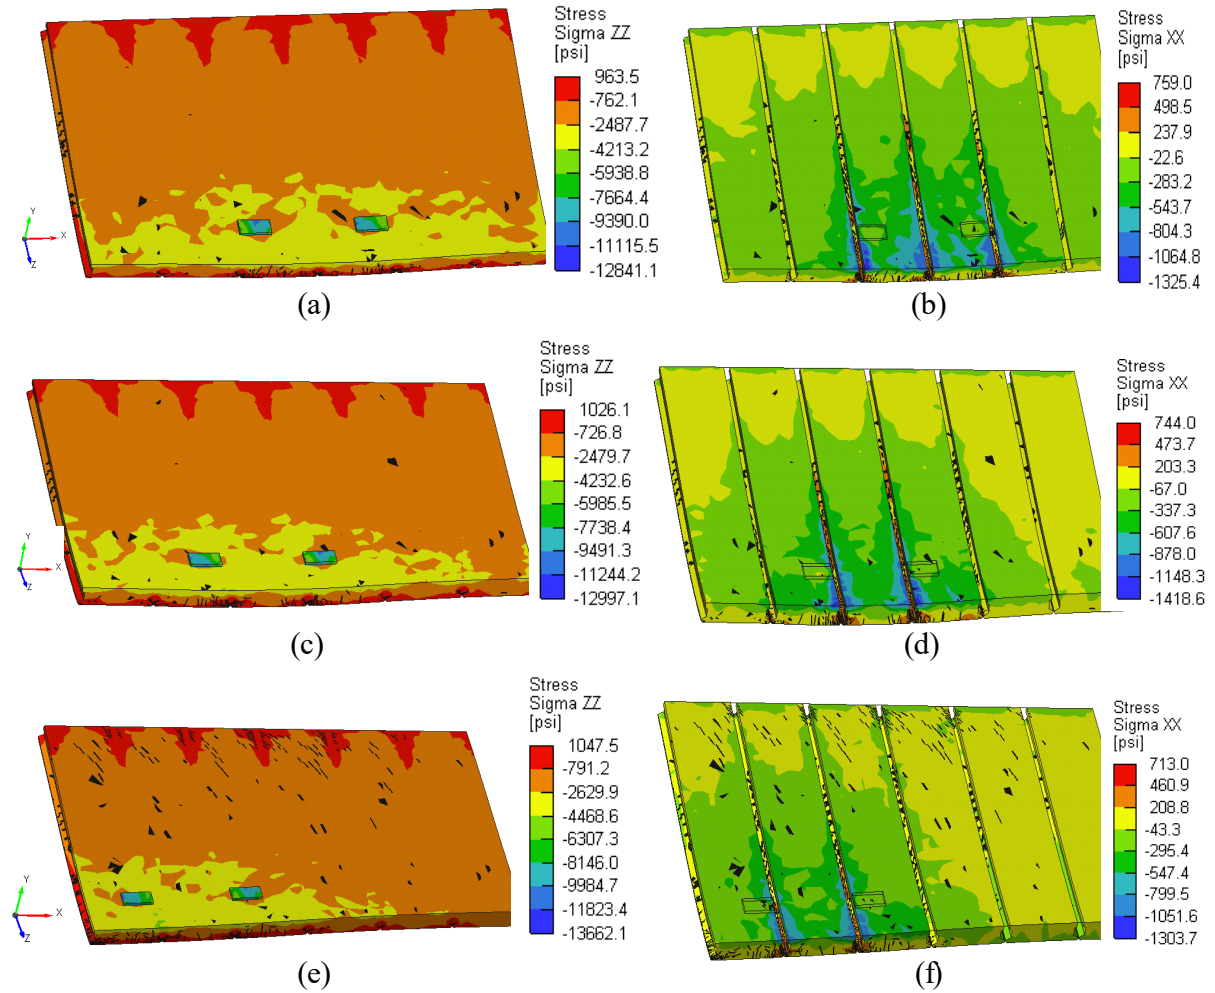 Stress
Sigma ZZ
[psi]
963.5
-762.1
-2487.7
-4213.2
-5938.8
-7664.4
-9390.0
-11115.5
-12841.1
Y
X
Z
(a)
Stress
Sigma XX
[psi]
759.0
498.5
237.9
-22.6
-283.2
-543.7
-804.3
-1064.8
-1325.4
(b)
Stress
Sigma ZZ
[psi]
1026.1
-726.8
-2479.7
-4232.6
-5985.5
-7738.4
-9491.3
-11244.2
-12997.1
Y
X
Z
(c)
Stress
Sigma XX
[psi]
744.0
473.7
203.3
-67.0
-337.3
-607.6
-878.0
-1148.3
-1418.6
(d)
Stress
Sigma ZZ
[psi]
1047.5
-791.2
-2629.9
-4468.6
-6307.3
-8146.0
-9984.7
-11823.4
-13662.1
Y
X
Z
(e)
Stress
Sigma XX
[psi]
713.0
460.9
208.8
-43.3
-295.4
-547.4
-799.5
-1051.6
-1303.7
(f)